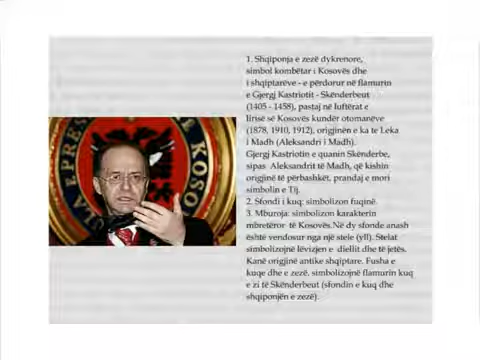 ULA E PRES
KOSO
1. Shqiponja e zezë dykrenore,
simbol kombëtar i Kosovës dhe
i shqiptarëve - e përdorur në flamurin
e Gjergj Kastriotit - Skënderbeut
(1405 - 1458), pastaj në luftërat e
lirisë së Kosovës kundër otomanëve
(1878, 1910, 1912), origjinën e ka te Leka
i Madh (Aleksandri i Madh).
Gjergj Kastriotin e quanin Skënderbe,
sipas Aleksandrit të Madh, që kishin
origjinë të përbashkët, prandaj e mori
simbolin e Tij.
2. Sfondi i kuq: simbolizon fuqinë.
3. Mburoja: simbolizon karakterin
mbretëror të Kosovës.Në dy sfonde anash
është vendosur nga një stele (yll). Stelat
simbolizojnë lëvizjen e diellit dhe të jetës.
Kanë origjinë antike shqiptare. Fusha e
kuqe dhe e zezë, simbolizojnë flamurin kuq
e zi të Skënderbeut (sfondin e kuq dhe
shqiponjën e zezë).